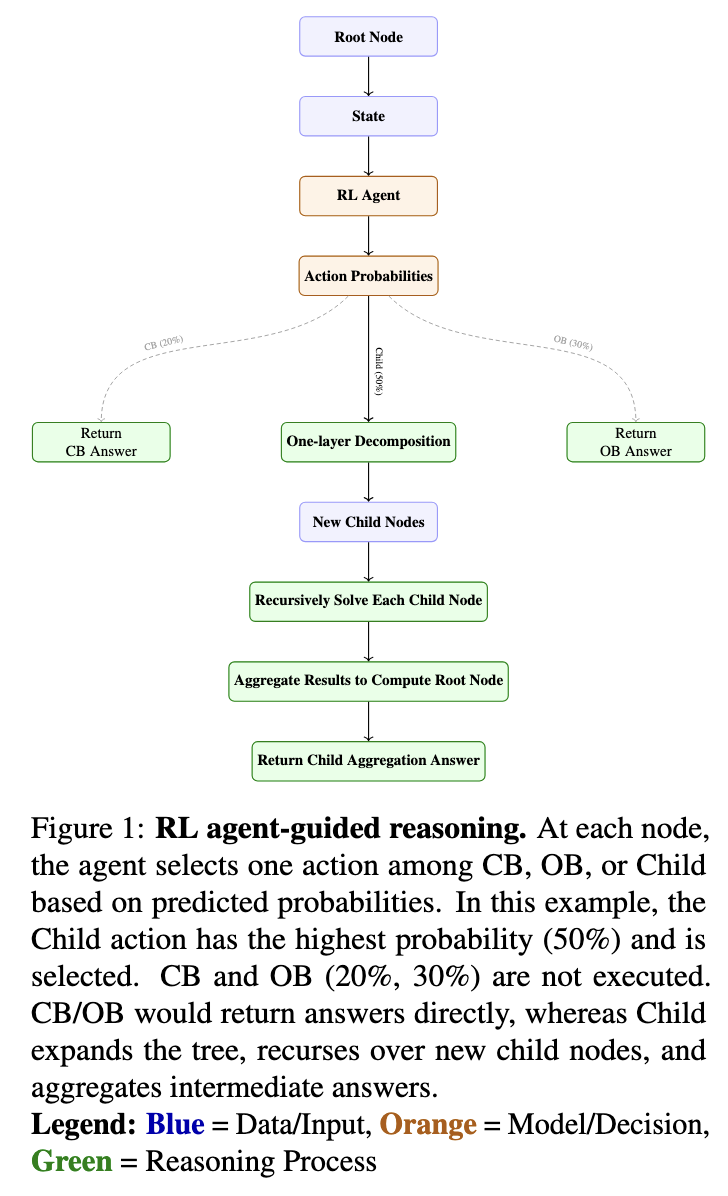 Root Node
State
RL Agent
Action Probabilities
CB (20%)
Child (50%)
OB (30%)
Return
CB Answer
One-layer Decomposition
Return
OB Answer
New Child Nodes
Recursively Solve Each Child Node
Aggregate Results to Compute Root Node
Return Child Aggregation Answer
Figure 1: RL agent-guided reasoning. At each node,
the agent selects one action among CB, OB, or Child
based on predicted probabilities. In this example, the
Child action has the highest probability (50%) and is
selected. CB and OB (20%, 30%) are not executed.
CB/OB would return answers directly, whereas Child
expands the tree, recurses over new child nodes, and
aggregates intermediate answers.
Legend: Blue = Data/Input, Orange = Model/Decision,
Green = Reasoning Process